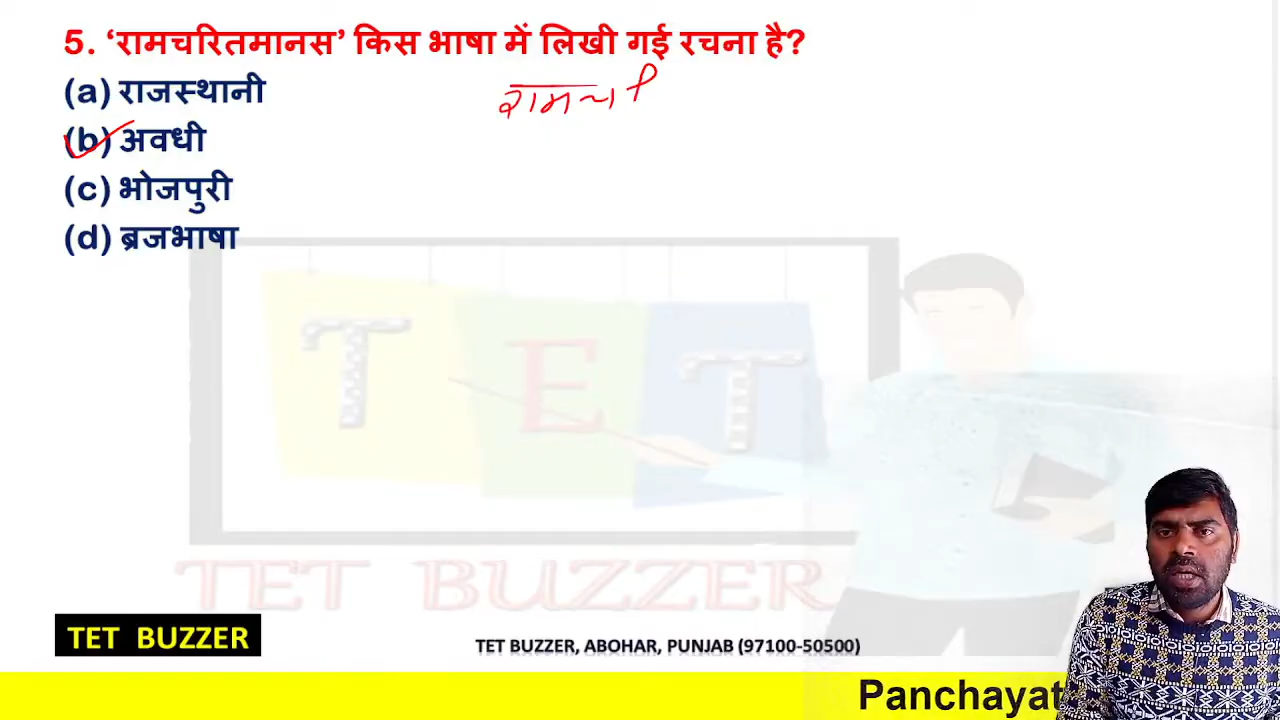 5. ‘रामचरितमानस’ किस भाषा में लिखी गई रचना है?
(a) राजस्थानी
(b) अवधी
(c) भोजपुरी
(d) ब्रजभाषा
T E T
TET BUZZER
TET BUZZER
TET BUZZER, ABOHAR, PUNJAB (97100-50500)
Panchayat